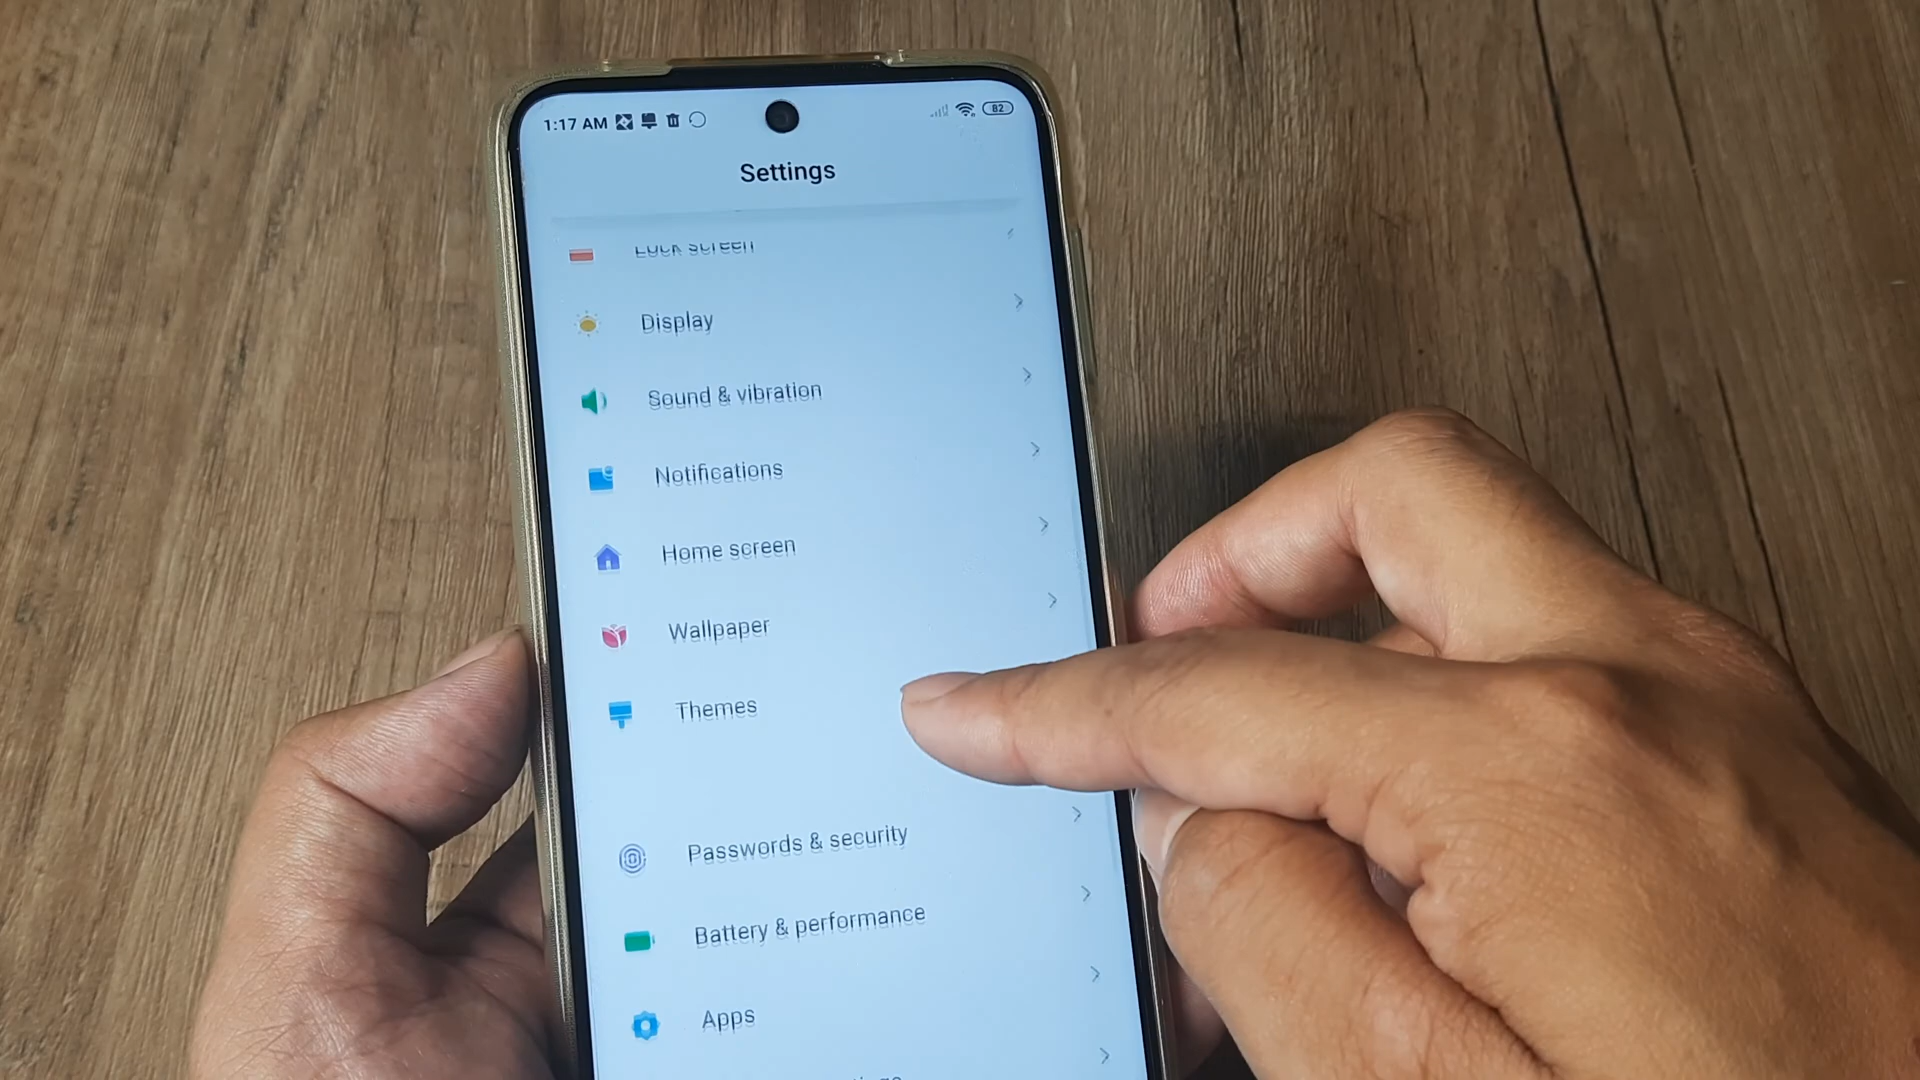 1:17 AM
82
Settings
Lock screen
Display
Sound & vibration
Notifications
Home screen
Wallpaper
Themes
Passwords & security
Battery & performance
Apps